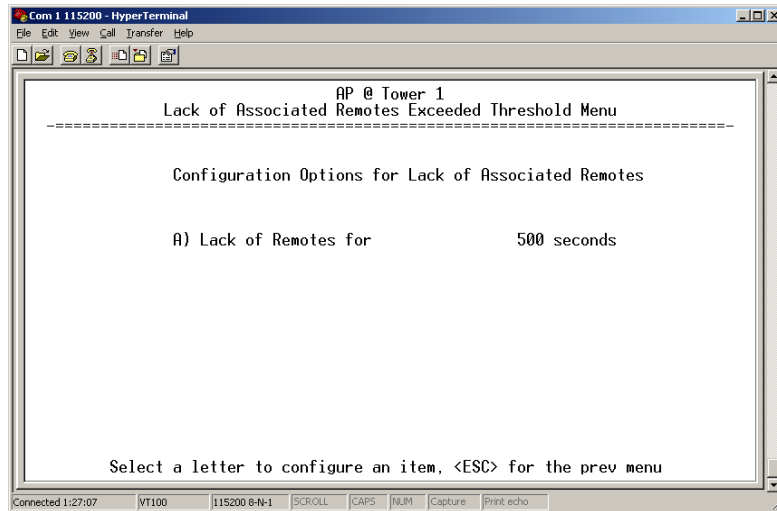 Com 1 115200 - HyperTerminal
File Edit View Call Transfer Help
AP @ Tower 1
Lack of Associated Remotes Exceeded Threshold Menu
-==========================================================================-
Configuration Options for Lack of Associated Remotes
A) Lack of Remotes for 500 seconds
Select a letter to configure an item, <ESC> for the prev menu
Connected 1:27:07 VT100 115200 8-N-1 SCROLL CAPS NUM Capture Print echo